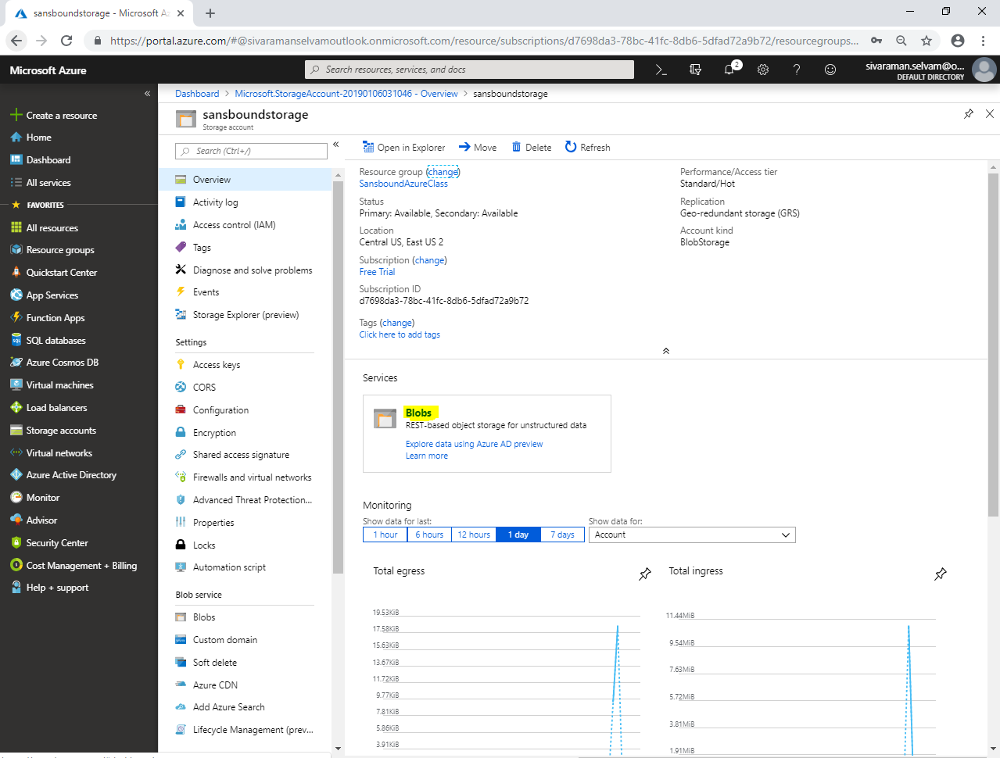 sansboundstorage - Microsoft Az
https://portal.azure.com/#@sivaramanselvamoutlook.onmicrosoft.com/resource/subscriptions/d7698da3-78bc-41fc-8db6-5dfad72a9b72/resourcegroups...
Microsoft Azure
Search resources, services, and docs
2
sivaraman.selvam@o...
DEFAULT DIRECTORY
Create a resource
Home
Dashboard
All services
FAVORITES
All resources
Resource groups
Quickstart Center
App Services
Function Apps
SQL databases
Azure Cosmos DB
Virtual machines
Load balancers
Storage accounts
Virtual networks
Azure Active Directory
Monitor
Advisor
Security Center
Cost Management + Billing
Help + support
Dashboard > Microsoft.StorageAccount-20190106031046 - Overview > sansboundstorage
sansboundstorage
Storage account
Search (Ctrl+/)
Overview
Activity log
Access control (IAM)
Tags
Diagnose and solve problems
Events
Storage Explorer (preview)
Settings
Access keys
CORS
Configuration
Encryption
Shared access signature
Firewalls and virtual networks
Advanced Threat Protection...
Properties
Locks
Automation script
Blob service
Blobs
Custom domain
Soft delete
Azure CDN
Add Azure Search
Lifecycle Management (prev...
Open in Explorer Move Delete Refresh
Resource group (change)
SansboundAzureClass
Status
Primary: Available, Secondary: Available
Location
Central US, East US 2
Subscription (change)
Free Trial
Subscription ID
d7698da3-78bc-41fc-8db6-5dfad72a9b72
Tags (change)
Click here to add tags
Performance/Access tier
Standard/Hot
Replication
Geo-redundant storage (GRS)
Account kind
BlobStorage
Services
Blobs
REST-based object storage for unstructured data
Explore data using Azure AD preview
Learn more
Monitoring
Show data for last:
1 hour 6 hours 12 hours 1 day 7 days
Show data for:
Account
Total egress
19.53KiB
17.58KiB
15.63KiB
13.67KiB
11.72KiB
9.77KiB
7.81KiB
5.86KiB
3.91KiB
Total ingress
11.44MiB
9.54MiB
7.63MiB
5.72MiB
3.81MiB
1.91MiB